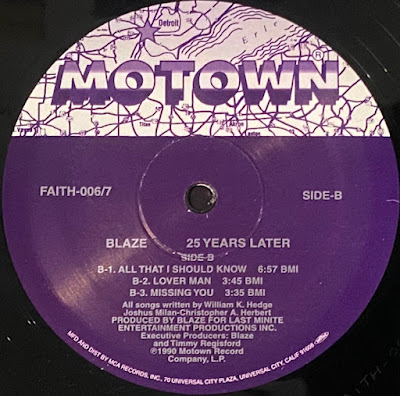 Detroit
Erie
MOTOWN®
FAITH-006/7
SIDE-B
BLAZE 25 YEARS LATER
SIDE-B
B-1. ALL THAT I SHOULD KNOW 6:57 BMI
B-2. LOVER MAN 3:45 BMI
B-3. MISSING YOU 3:35 BMI
All songs written by William K. Hedge
Joshus Milan-Christopher A. Herbert
PRODUCED BY BLAZE FOR LAST MINITE
ENTERTAINMENT PRODUCTIONS INC.
Executive Producers: Blaze
and Timmy Regisford
℗1990 Motown Record
Company, L.P.
MFD AND DIST BY MCA RECORDS, INC., 70 UNIVERSAL CITY PLAZA, UNIVERSAL CITY, CALIF 91608